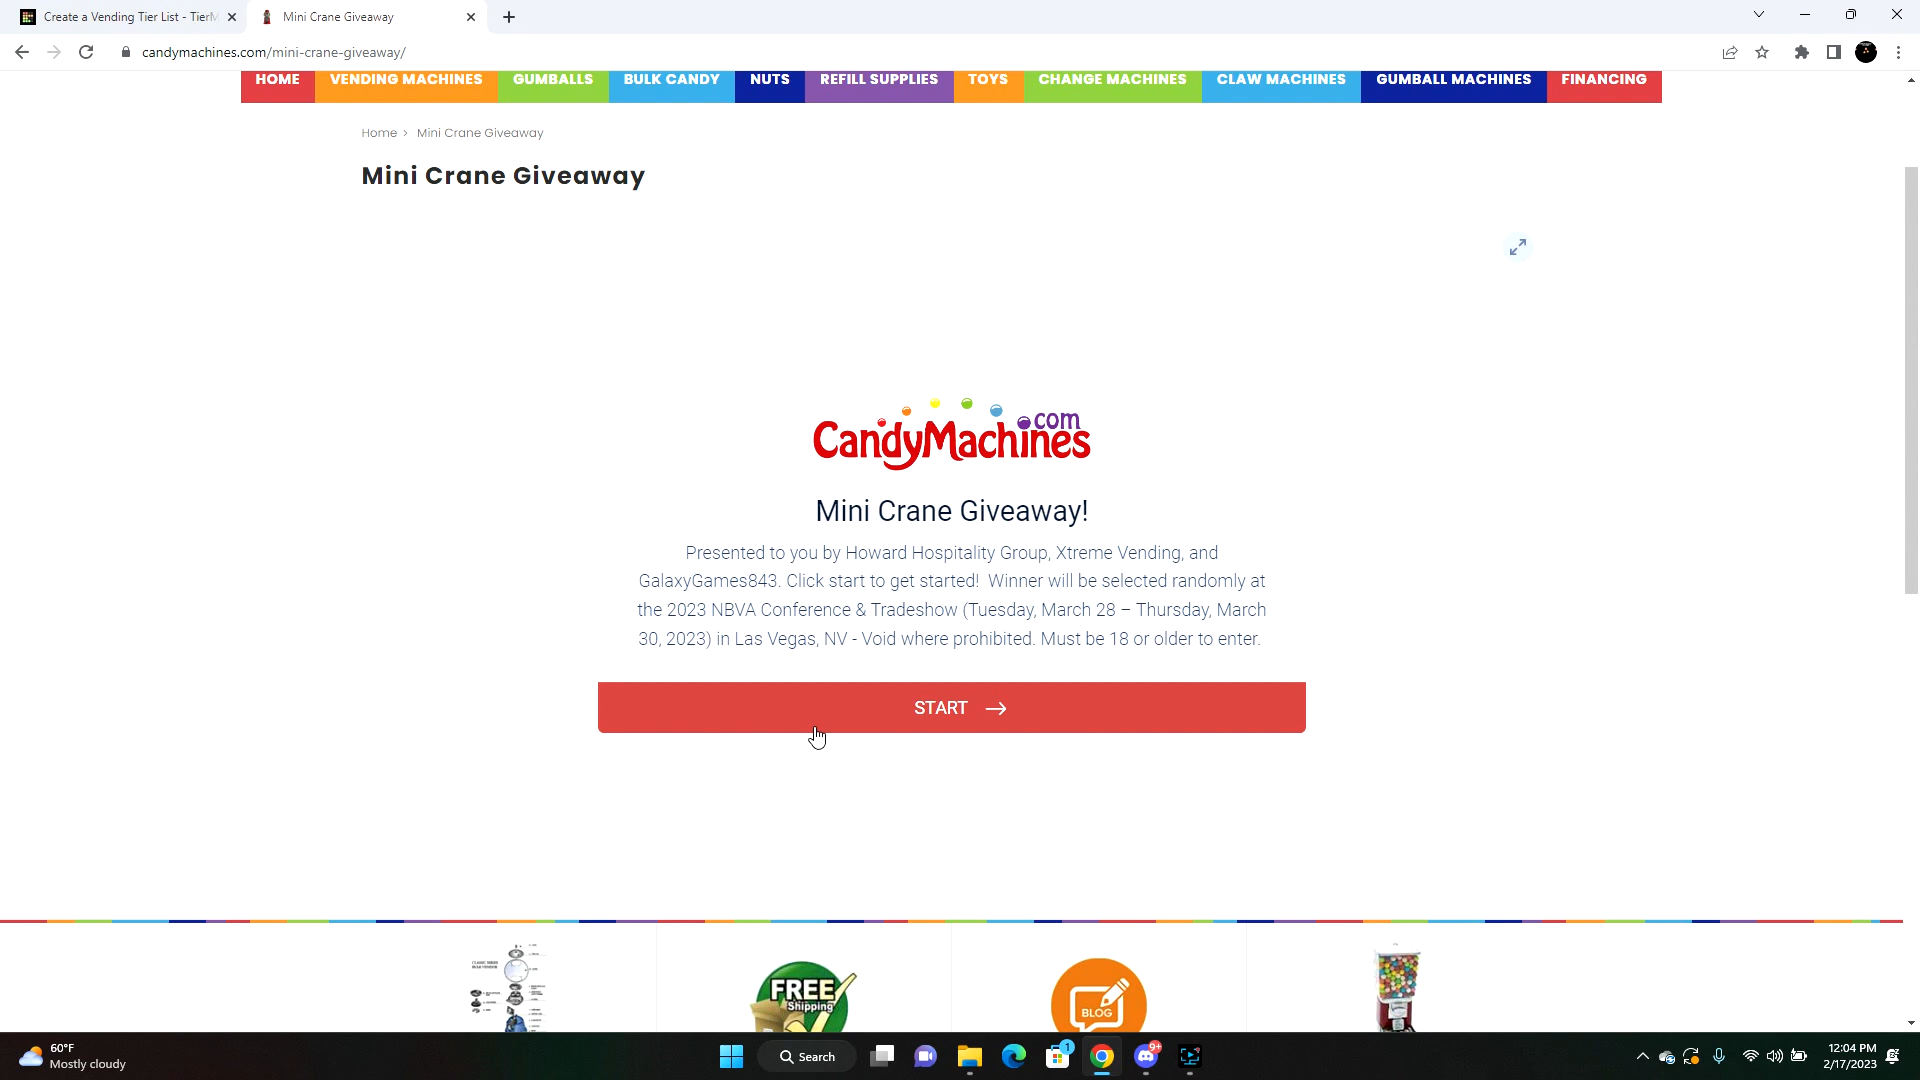 Create a Vending Tier List - TierM
Mini Crane Giveaway
candymachines.com/mini-crane-giveaway/
HOME VENDING MACHINES GUMBALLS BULK CANDY NUTS REFILL SUPPLIES TOYS CHANGE MACHINES CLAW MACHINES GUMBALL MACHINES FINANCING
Home > Mini Crane Giveaway
Mini Crane Giveaway
CandyMachines.com
Mini Crane Giveaway!
Presented to you by Howard Hospitality Group, Xtreme Vending, and
GalaxyGames843. Click start to get started! Winner will be selected randomly at
the 2023 NBVA Conference & Tradeshow (Tuesday, March 28 – Thursday, March
30, 2023) in Las Vegas, NV - Void where prohibited. Must be 18 or older to enter.
START →
FREE
Shipping
BLOG
60°F
Mostly cloudy
Search
1
9+
12:04 PM
2/17/2023